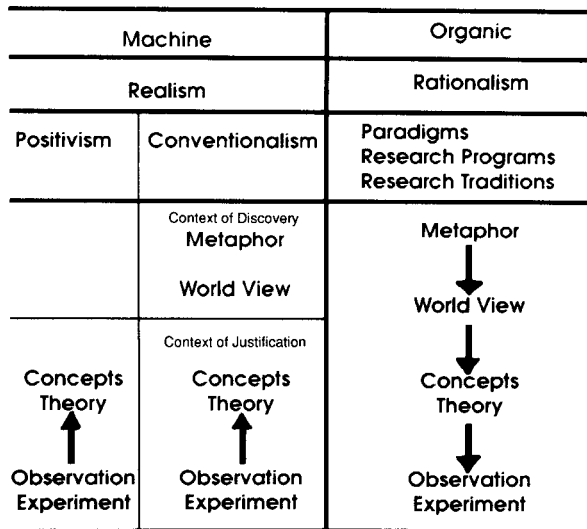 Machine
Organic
Realism
Rationalism
Positivism
Conventionalism
Paradigms
Research Programs
Research Traditions
Context of Discovery
Metaphor
World View
Metaphor
World View
Context of Justification
Concepts
Theory
Concepts
Theory
Concepts
Theory
Observation
Experiment
Observation
Experiment
Observation
Experiment